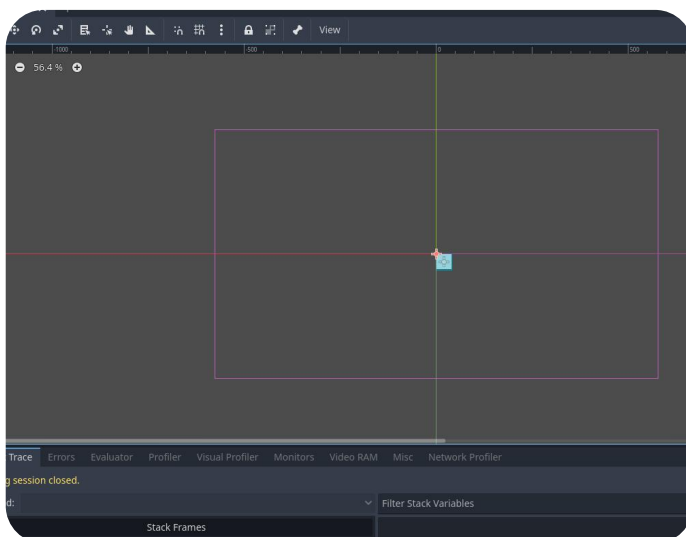 View
-1000 -500 0 500
56.4 %
Trace Errors Evaluator Profiler Visual Profiler Monitors Video RAM Misc Network Profiler
g session closed.
d: Filter Stack Variables
Stack Frames